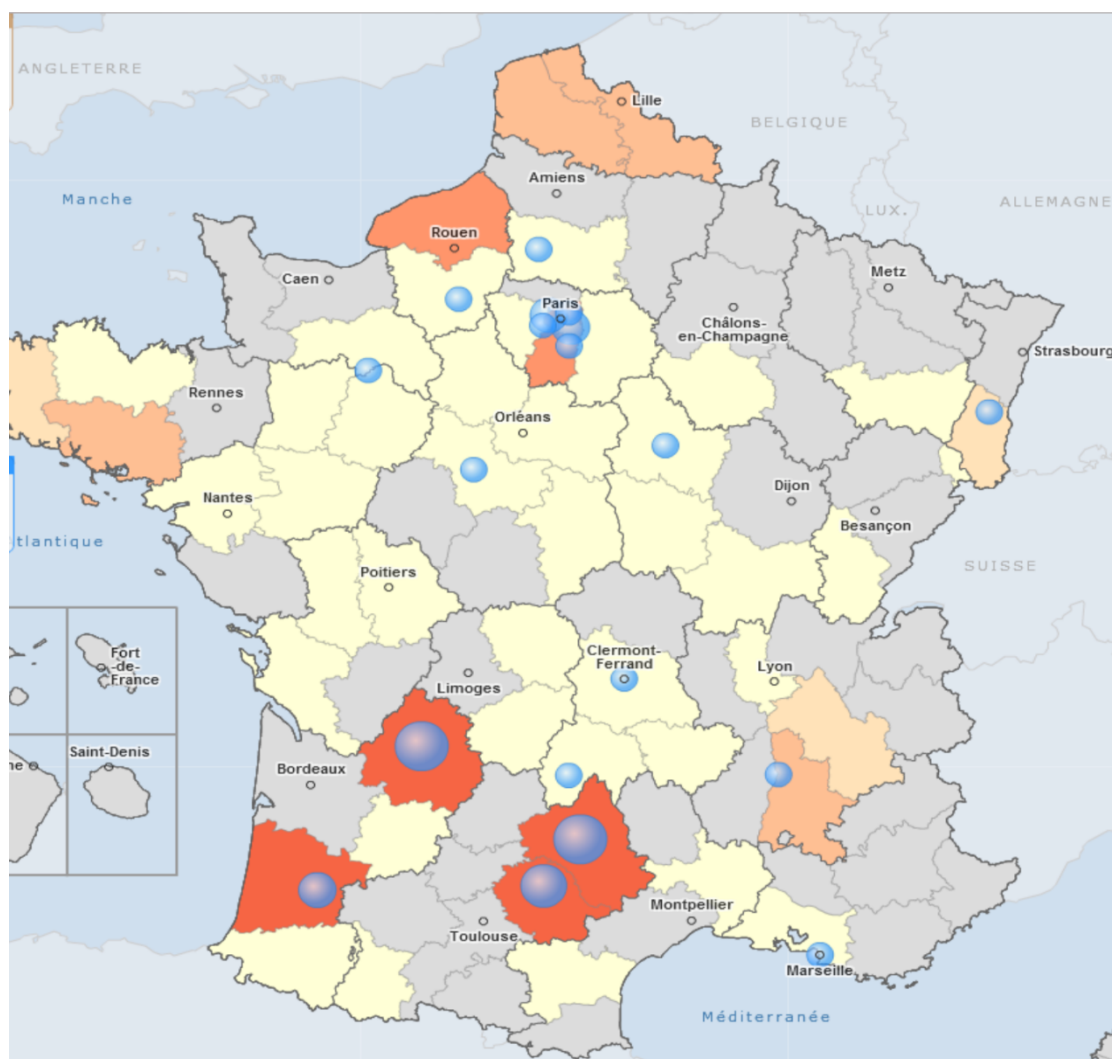 ANGLETERRE
Lille
BELGIQUE
Manche
Amiens
ALLEMAGNE
LUX.
Rouen
Metz
Caen
Paris
Châlons-
en-Champagne
Strasbourg
Rennes
Orléans
Nantes
Dijon
Besançon
tlantique
Poitiers
SUISSE
Fort
-de-
France
Clermont-
Ferrand
Limoges
Lyon
Saint-Denis
ne
Bordeaux
Montpellier
Toulouse
Marseille
Méditerranée